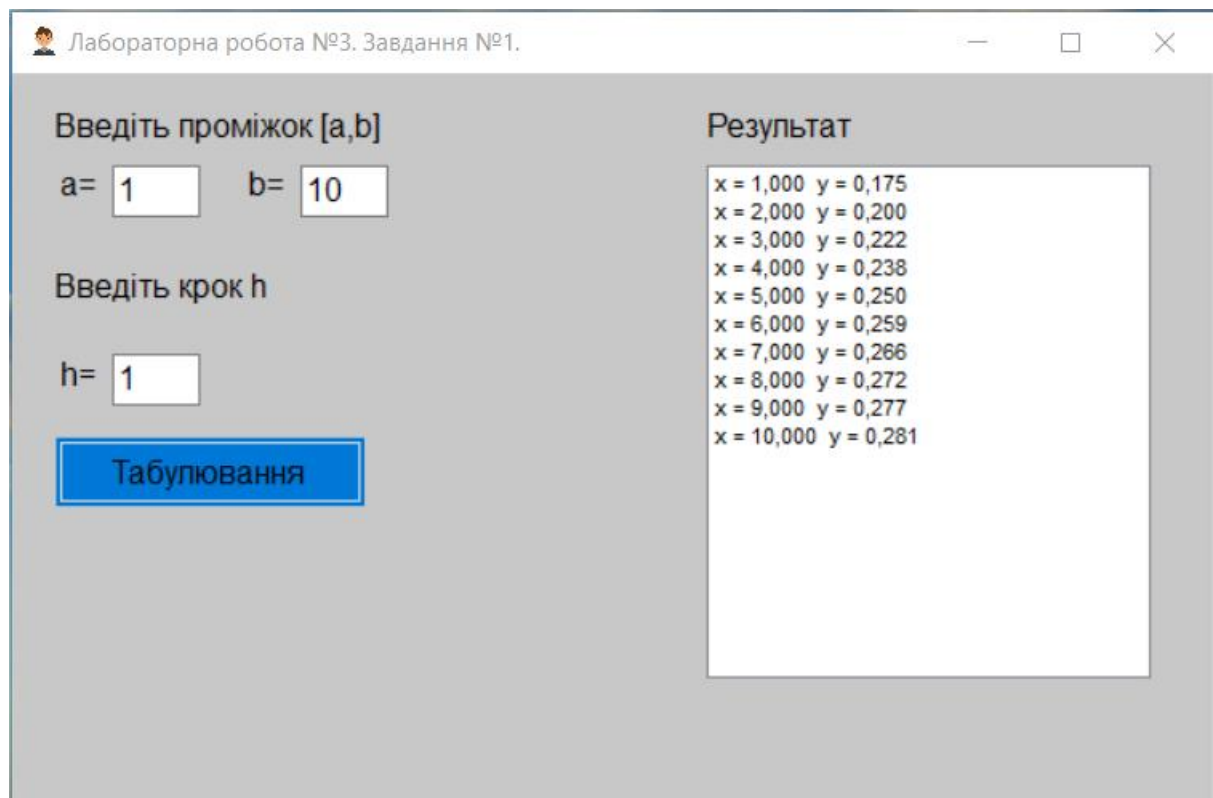 Лабораторна робота №3. Завдання №1.
Введіть проміжок [a,b]
a= 1 b= 10
Введіть крок h
h= 1
Табулювання
Результат
x = 1,000 y = 0,175
x = 2,000 y = 0,200
x = 3,000 y = 0,222
x = 4,000 y = 0,238
x = 5,000 y = 0,250
x = 6,000 y = 0,259
x = 7,000 y = 0,266
x = 8,000 y = 0,272
x = 9,000 y = 0,277
x = 10,000 y = 0,281